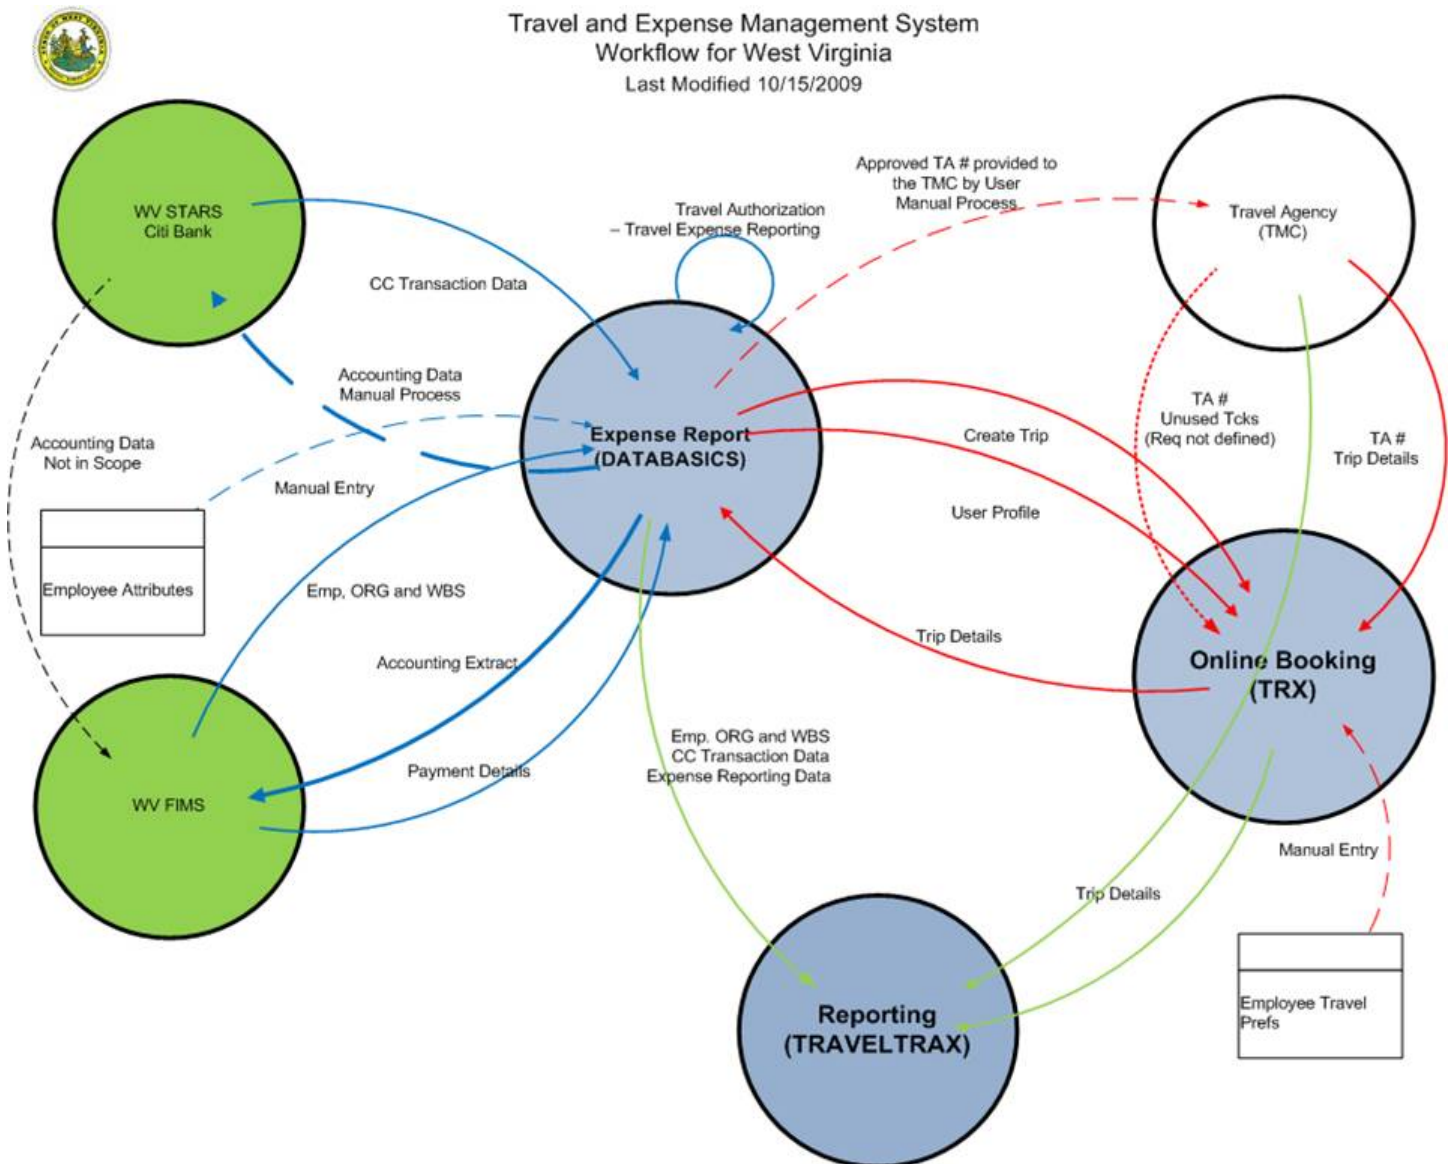 Travel and Expense Management System
Workflow for West Virginia
Last Modified 10/15/2009
WV STARS
Citi Bank
CC Transaction Data
Travel Authorization
– Travel Expense Reporting
Approved TA # provided to
the TMC by User
Manual Process
Travel Agency
(TMC)
Accounting Data
Manual Process
Accounting Data
Not in Scope
Manual Entry
Expense Report
(DATABASICS)
Create Trip
User Profile
TA #
Unused Tcks
(Req not defined)
TA #
Trip Details
Employee Attributes
Emp, ORG and WBS
Accounting Extract
Trip Details
Online Booking
(TRX)
Payment Details
Emp. ORG and WBS
CC Transaction Data
Expense Reporting Data
WV FIMS
Manual Entry
Trip Details
Reporting
(TRAVELTRAX)
Employee Travel
Prefs